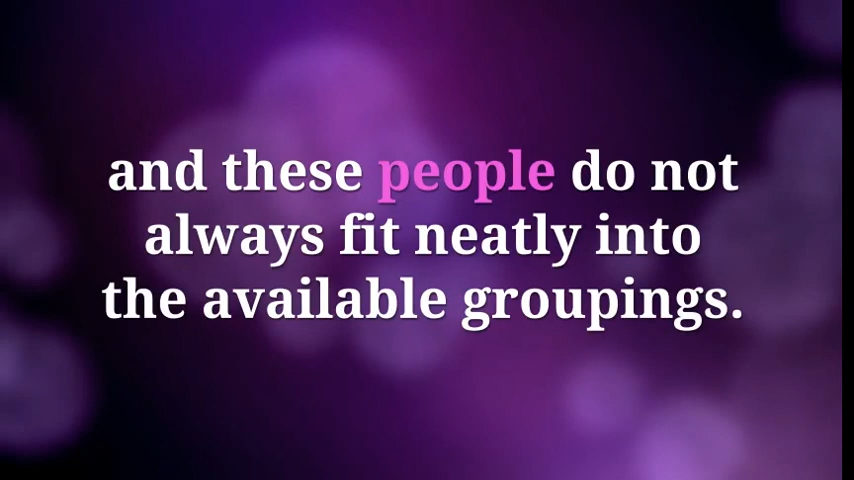 and these people do not
always fit neatly into
the available groupings.